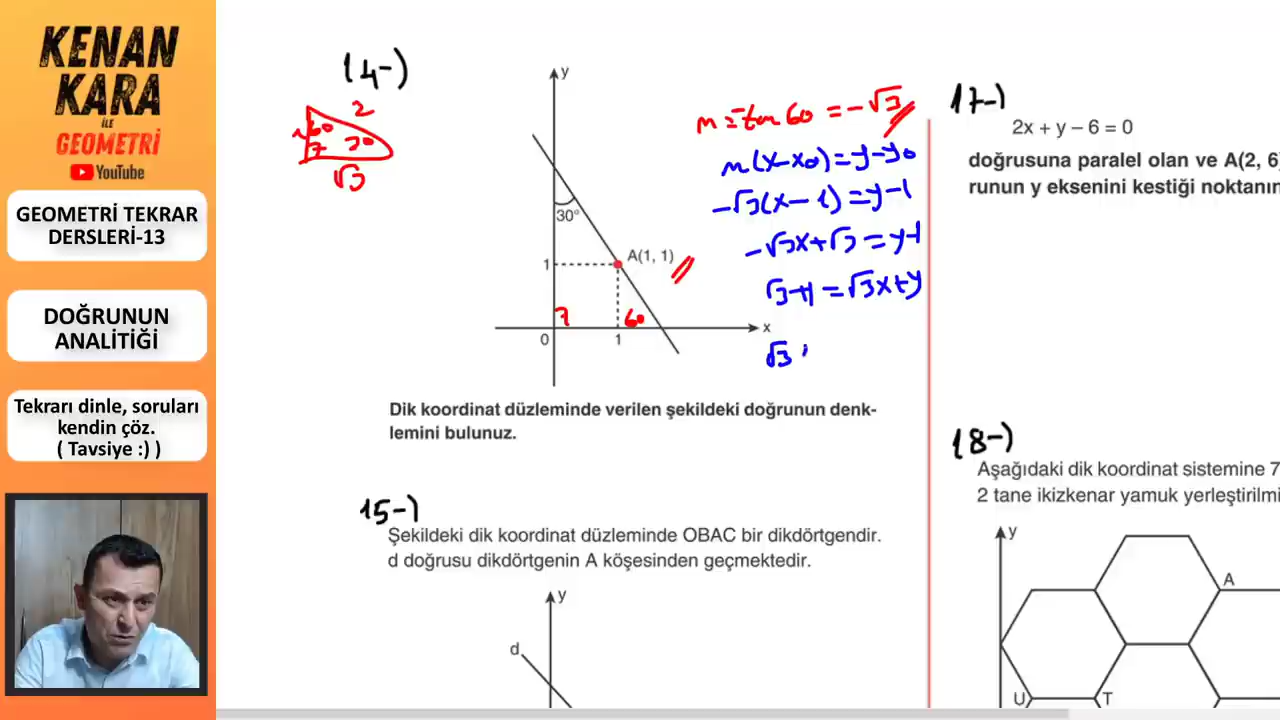 KENAN
KARA
İLE
GEOMETRİ
YouTube
GEOMETRİ TEKRAR
DERSLERİ-13
DOĞRUNUN
ANALİTİĞİ
Tekrarı dinle, soruları
kendin çöz.
( Tavsiye :) )
14-)
2
60
30
√3
y
30°
1
A(1, 1)
60
x
0
1
m = -tan 60 = -√3
m(x-x0) = y-y0
-√3(x-1) = y-1
-√3x+√3 = y-1
√3+1 = √3x+y
√3
Dik koordinat düzleminde verilen şekildeki doğrunun denk-
lemini bulunuz.
15-)
Şekildeki dik koordinat düzleminde OBAC bir dikdörtgendir.
d doğrusu dikdörtgenin A köşesinden geçmektedir.
y
d
17-)
2x + y – 6 = 0
doğrusuna paralel olan ve A(2, 6)
runun y eksenini kestiği noktanın
18-)
Aşağıdaki dik koordinat sistemine 7
2 tane ikizkenar yamuk yerleştirilmi
y
A
U
T